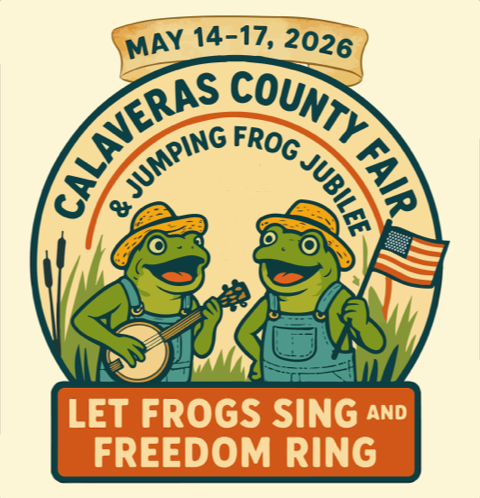 MAY 14-17, 2026
CALAVERAS COUNTY FAIR
& JUMPING FROG JUBILEE
LET FROGS SING AND
FREEDOM RING